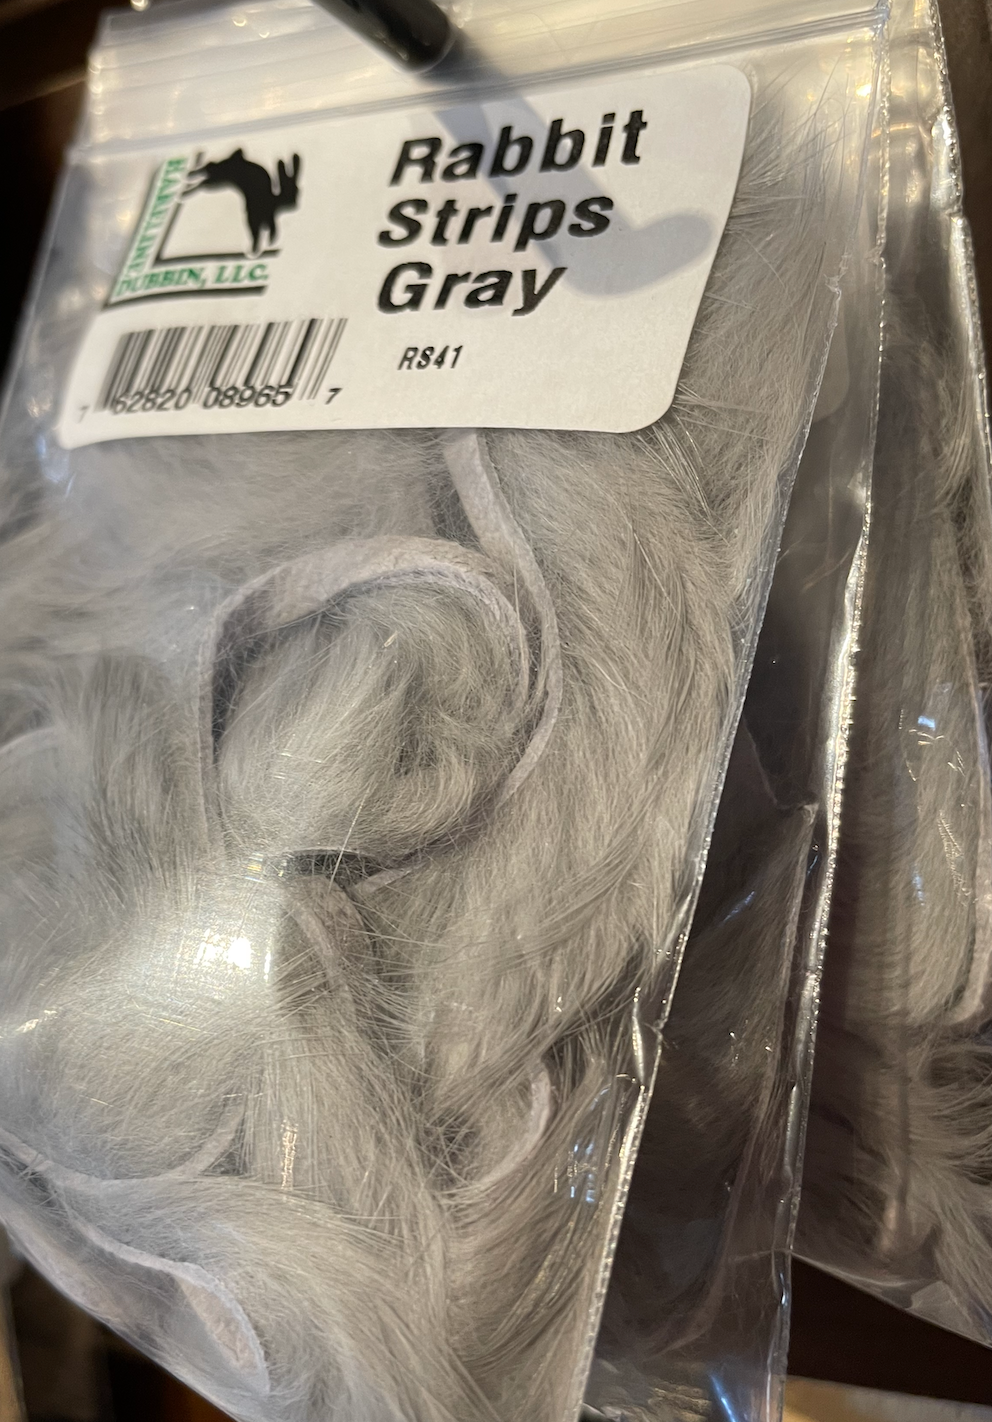 HARELINE
DUBBIN, LLC.
Rabbit
Strips
Gray
RS41
7 62820 08965 7